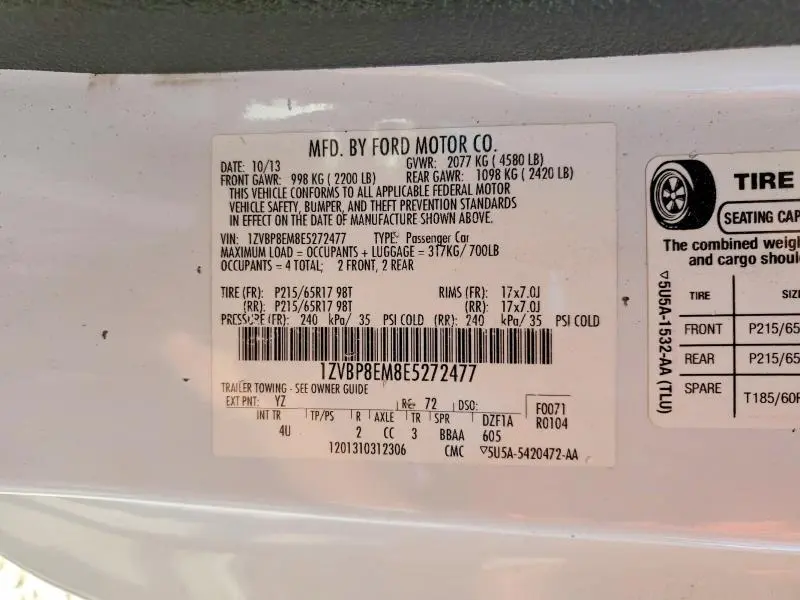 MFD. BY FORD MOTOR CO.
DATE: 10/13 GVWR: 2077 KG ( 4580 LB)
FRONT GAWR: 998 KG ( 2200 LB) REAR GAWR: 1098 KG ( 2420 LB)
THIS VEHICLE CONFORMS TO ALL APPLICABLE FEDERAL MOTOR
VEHICLE SAFETY, BUMPER, AND THEFT PREVENTION STANDARDS
IN EFFECT ON THE DATE OF MANUFACTURE SHOWN ABOVE.
VIN: 1ZVBP8EM8E5272477 TYPE: Passenger Car
MAXIMUM LOAD = OCCUPANTS + LUGGAGE = 317KG/ 700LB
OCCUPANTS = 4 TOTAL; 2 FRONT, 2 REAR
TIRE (FR): P215/65R17 98T RIMS (FR): 17x7.0J
(RR): P215/65R17 98T (RR): 17x7.0J
PRESSURE (FR): 240 kPa/ 35 PSI COLD (RR): 240 kPa/ 35 PSI COLD
1ZVBP8EM8E5272477
TRAILER TOWING - SEE OWNER GUIDE
EXT PNT: YZ RC: 72 DSO: F0071
INT TR TP/PS R AXLE TR SPR DZF1A R0104
4U 2 CC 3 BBAA 605
1201310312306 CMC ▽5U5A-5420472-AA
TIRE
SEATING CAP
The combined weig
and cargo shoul
▽5U5A-1532-AA (TLU)
TIRE SIZ
FRONT P215/65
REAR P215/65
SPARE T185/60